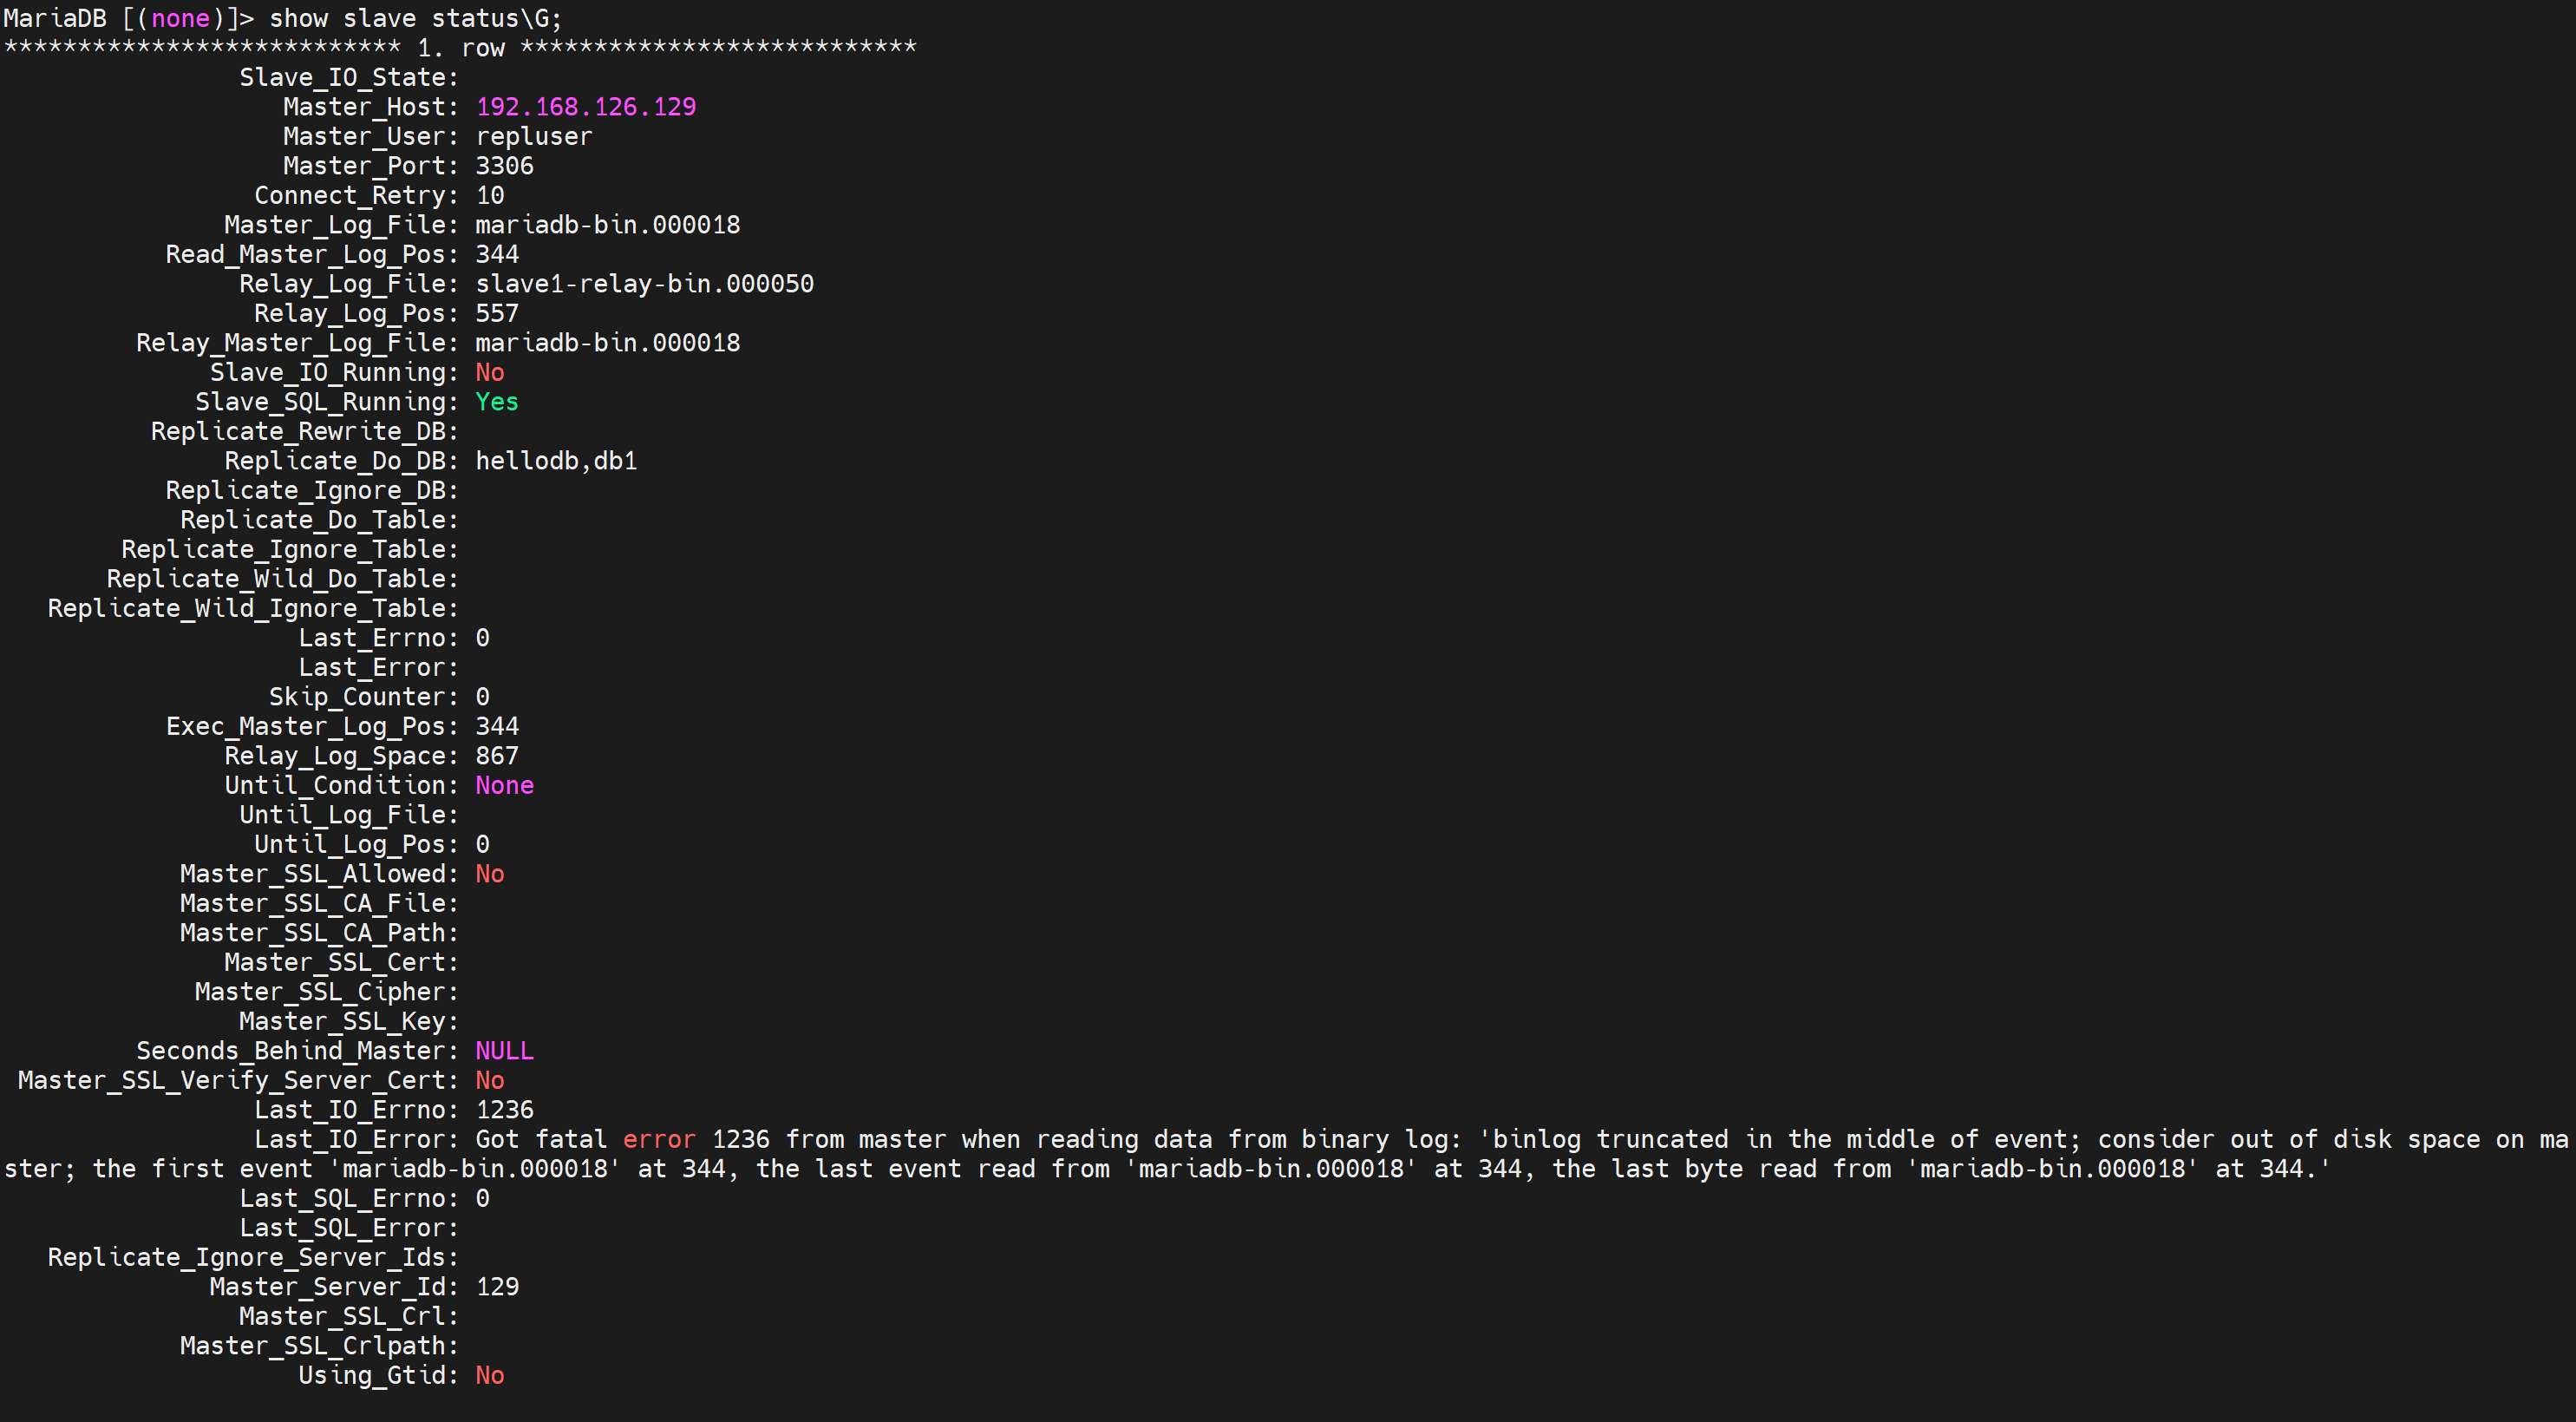 MariaDB [(none)]> show slave status\G;
*************************** 1. row ***************************
Slave_IO_State:
Master_Host: 192.168.126.129
Master_User: repluser
Master_Port: 3306
Connect_Retry: 10
Master_Log_File: mariadb-bin.000018
Read_Master_Log_Pos: 344
Relay_Log_File: slave1-relay-bin.000050
Relay_Log_Pos: 557
Relay_Master_Log_File: mariadb-bin.000018
Slave_IO_Running: No
Slave_SQL_Running: Yes
Replicate_Rewrite_DB:
Replicate_Do_DB: hellodb,db1
Replicate_Ignore_DB:
Replicate_Do_Table:
Replicate_Ignore_Table:
Replicate_Wild_Do_Table:
Replicate_Wild_Ignore_Table:
Last_Errno: 0
Last_Error:
Skip_Counter: 0
Exec_Master_Log_Pos: 344
Relay_Log_Space: 867
Until_Condition: None
Until_Log_File:
Until_Log_Pos: 0
Master_SSL_Allowed: No
Master_SSL_CA_File:
Master_SSL_CA_Path:
Master_SSL_Cert:
Master_SSL_Cipher:
Master_SSL_Key:
Seconds_Behind_Master: NULL
Master_SSL_Verify_Server_Cert: No
Last_IO_Errno: 1236
Last_IO_Error: Got fatal error 1236 from master when reading data from binary log: 'binlog truncated in the middle of event; consider out of disk space on ma
ster; the first event 'mariadb-bin.000018' at 344, the last event read from 'mariadb-bin.000018' at 344, the last byte read from 'mariadb-bin.000018' at 344.'
Last_SQL_Errno: 0
Last_SQL_Error:
Replicate_Ignore_Server_Ids:
Master_Server_Id: 129
Master_SSL_Crl:
Master_SSL_Crlpath:
Using_Gtid: No